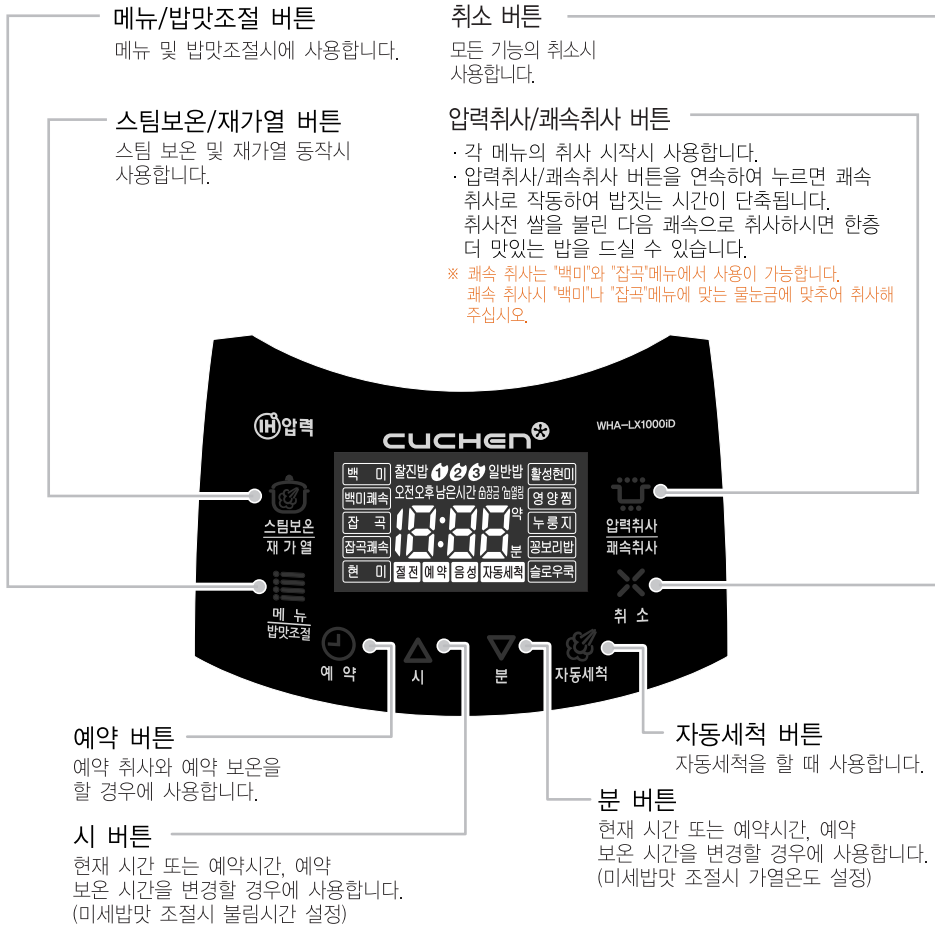 메뉴/밥맛조절 버튼
메뉴 및 밥맛조절시에 사용합니다.
취소 버튼
모든 기능의 취소시
사용합니다.
스팀보온/재가열 버튼
스팀 보온 및 재가열 동작시
사용합니다.
압력취사/쾌속취사 버튼
· 각 메뉴의 취사 시작시 사용합니다.
· 압력취사/쾌속취사 버튼을 연속하여 누르면 쾌속
취사로 작동하여 밥짓는 시간이 단축됩니다.
취사전 쌀을 불린 다음 쾌속으로 취사하시면 한층
더 맛있는 밥을 드실 수 있습니다.
※ 쾌속 취사는 "백미"와 "잡곡"메뉴에서 사용이 가능합니다.
쾌속 취사시 "백미"나 "잡곡"메뉴에 맞는 물눈금에 맞추어 취사해
주십시오.
IH압력
CUCHEN
WHA-LX1000iD
백 미 찰진밥 1 2 3 일반밥 활성현미
백미쾌속 오전오후남은시간 잠김 열림 영양찜
잡 곡 18:88 약 누룽지
잡곡쾌속 분 꽁보리밥
현 미 절전 예약 음성 자동세척 슬로우쿡
스팀보온
재가열
압력취사
쾌속취사
메 뉴
밥맛조절
취 소
예 약
시
분
자동세척
예약 버튼
예약 취사와 예약 보온을
할 경우에 사용합니다.
자동세척 버튼
자동세척을 할 때 사용합니다.
시 버튼
현재 시간 또는 예약시간, 예약
보온 시간을 변경할 경우에 사용합니다.
(미세밥맛 조절시 불림시간 설정)
분 버튼
현재 시간 또는 예약시간, 예약
보온 시간을 변경할 경우에 사용합니다.
(미세밥맛 조절시 가열온도 설정)